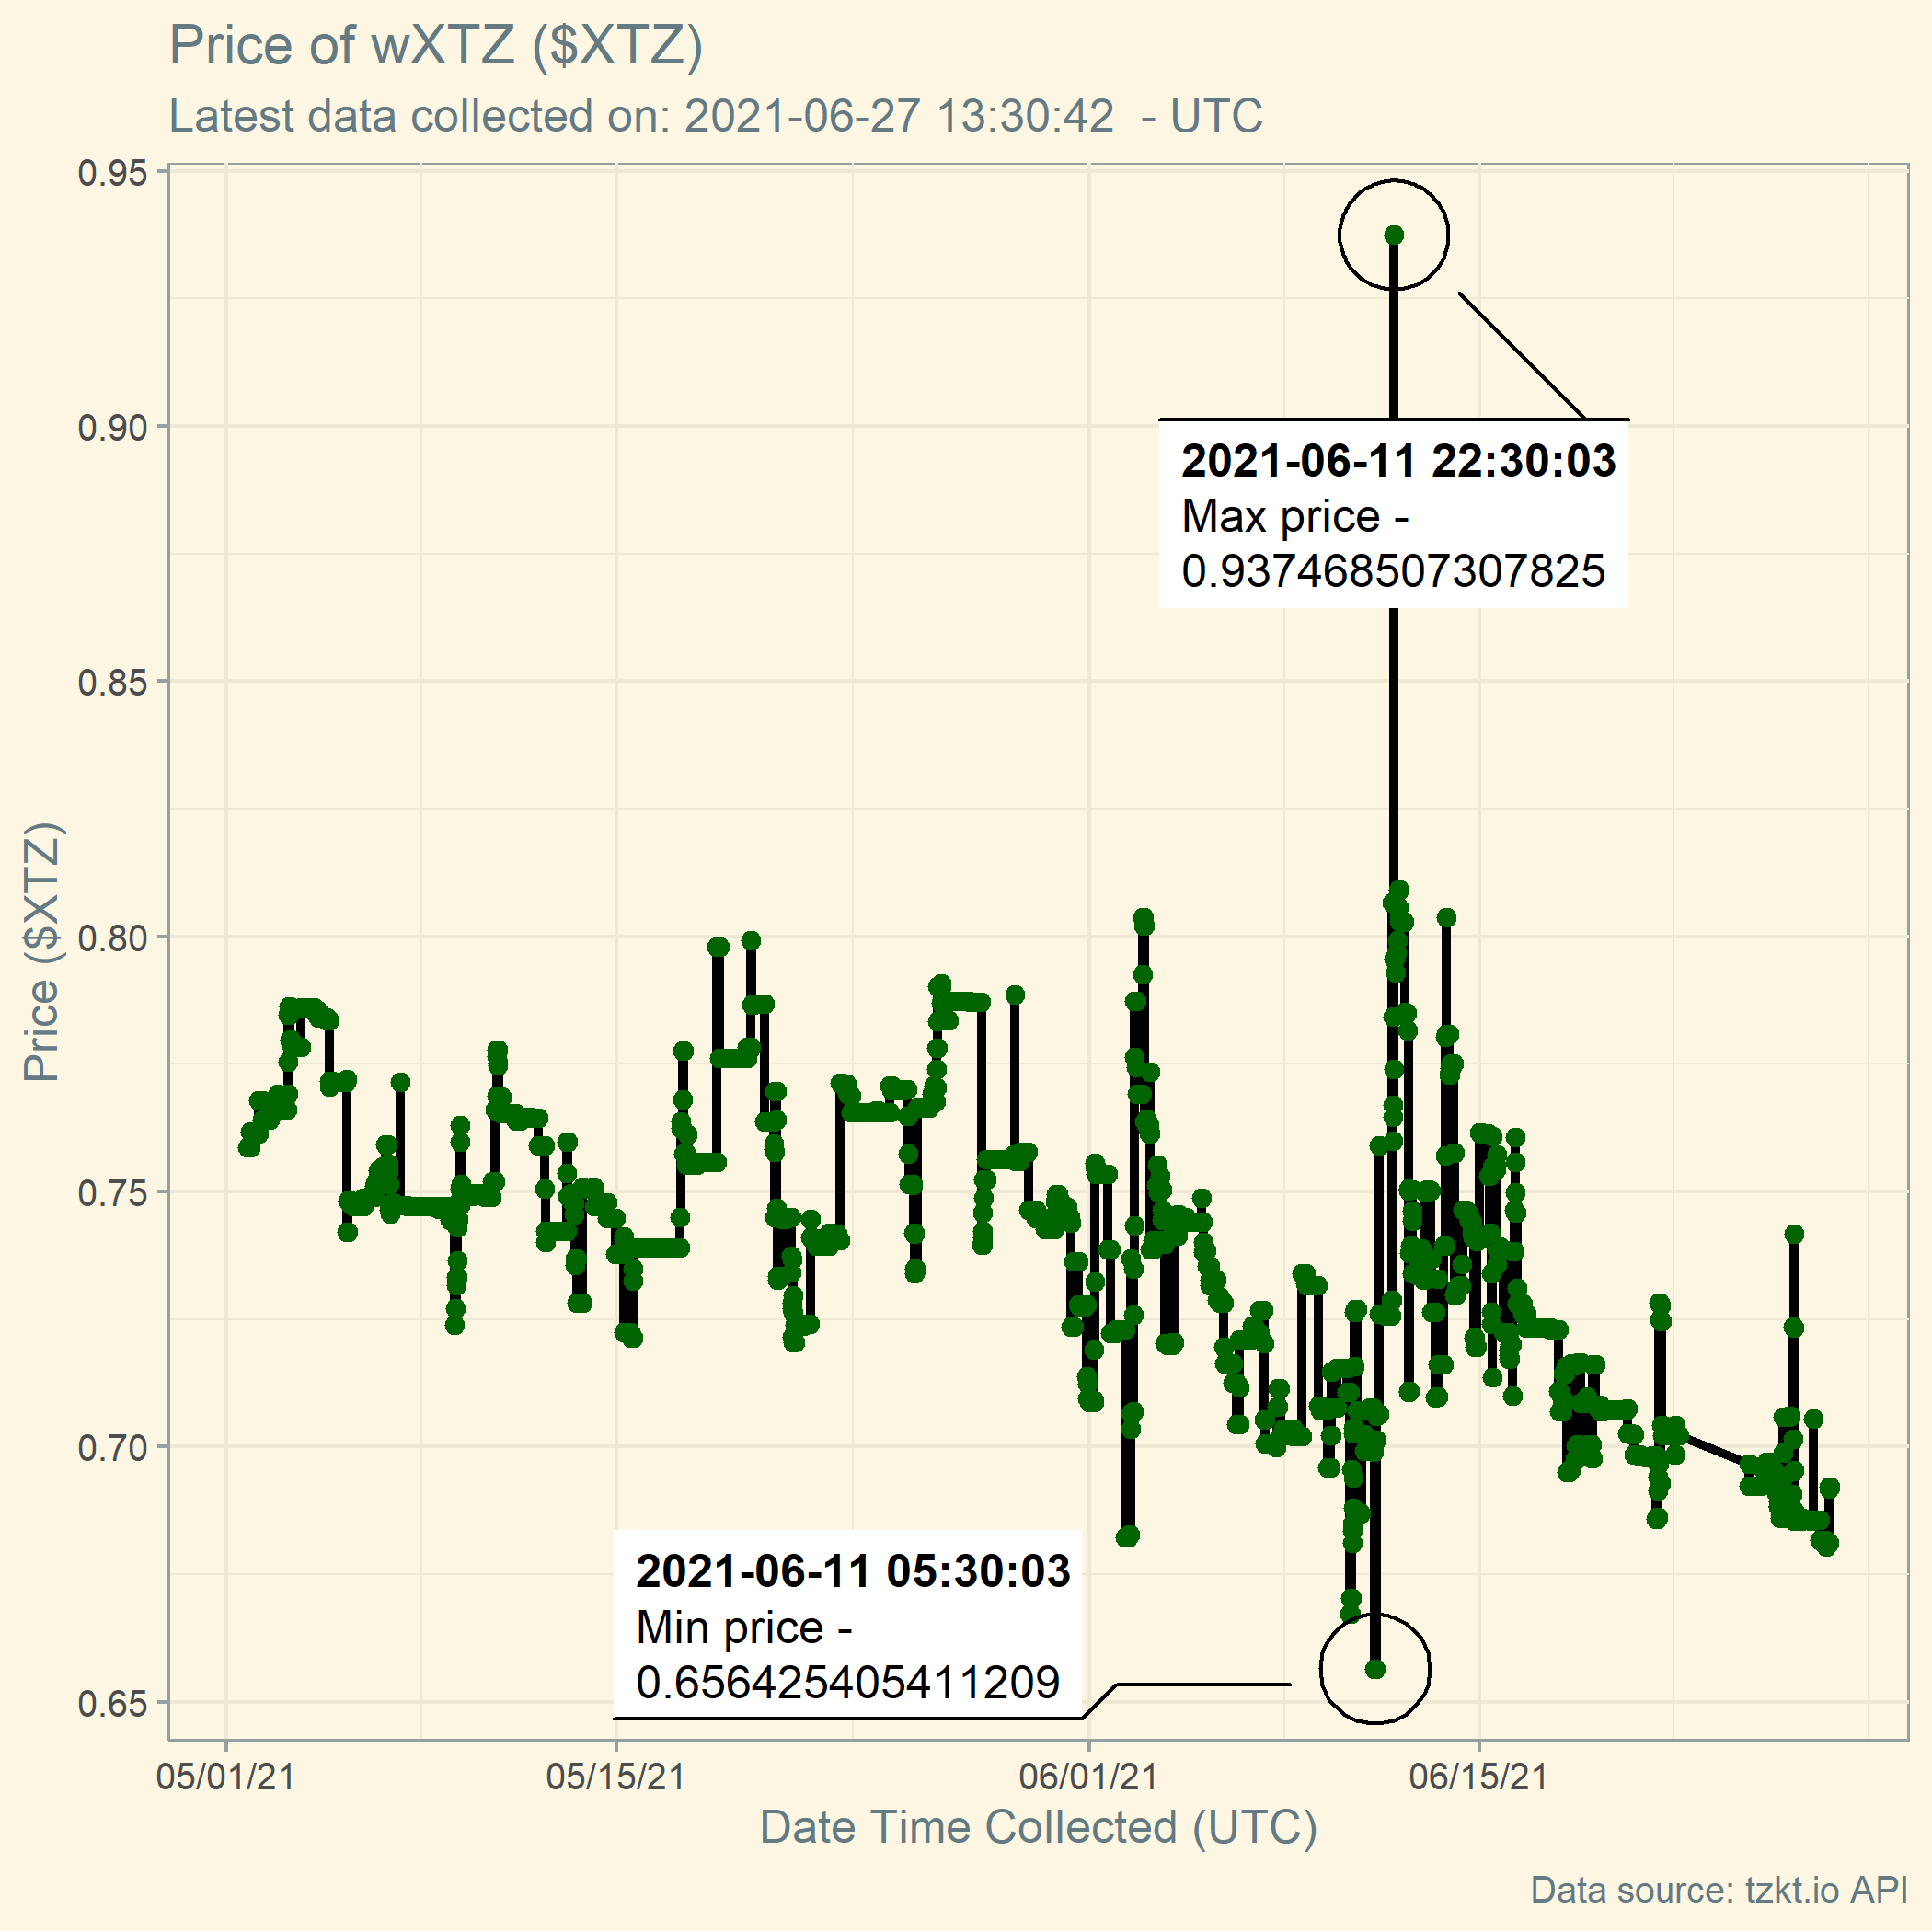 Price of wXTZ ($XTZ)
Latest data collected on: 2021-06-27 13:30:42  - UTC
0.95
0.90
0.85
0.80
0.75
0.70
0.65
Price ($XTZ)
2021-06-11 22:30:03
Max price -
0.937468507307825
2021-06-11 05:30:03
Min price -
0.656425405411209
05/01/21
05/15/21
06/01/21
06/15/21
Date Time Collected (UTC)
Data source: tzkt.io API